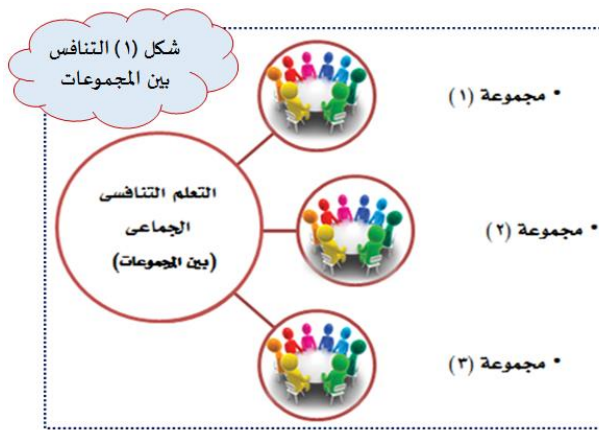 شكل (١) التنافس
بين المجموعات
• مجموعة (١)
التعلم التنافسى
الجماعى
(بين المجموعات)
• مجموعة (٢)
• مجموعة (٣)